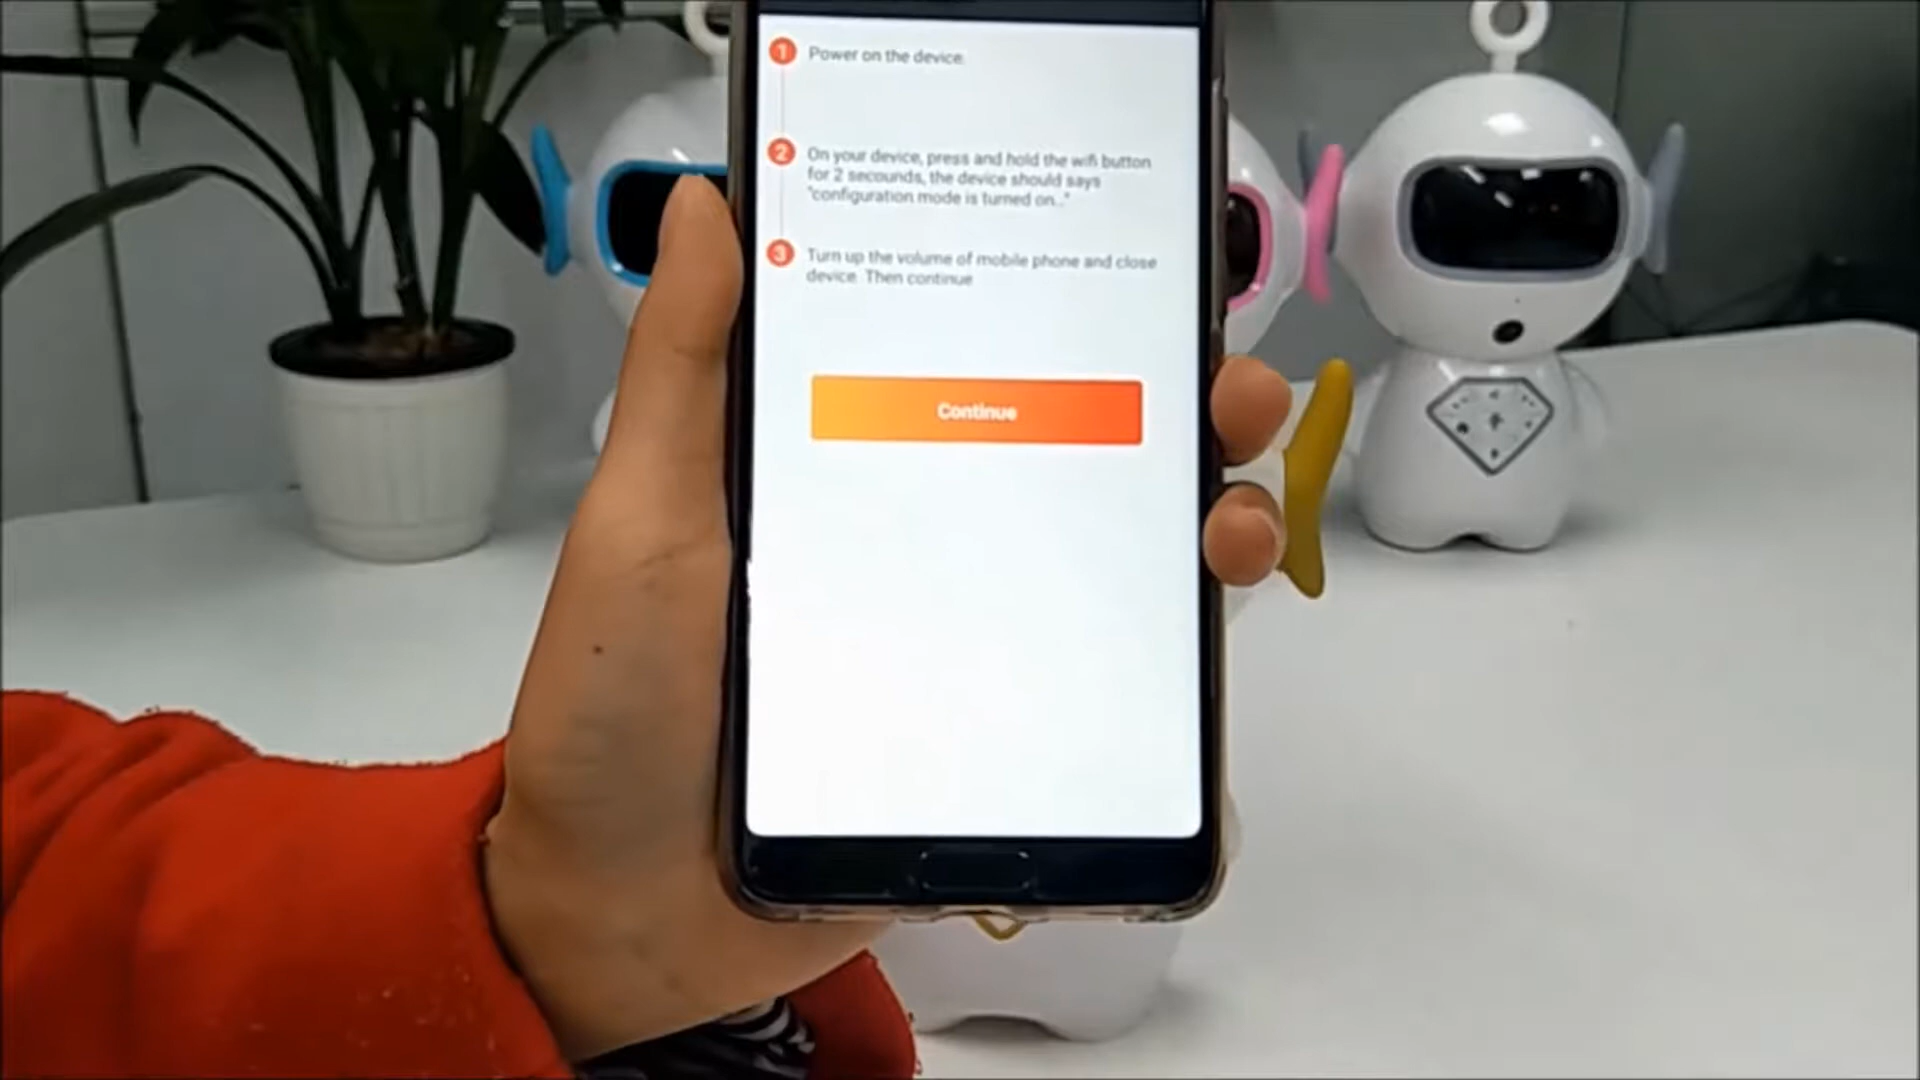 1 Power on the device.
2 On your device, press and hold the wifi button
for 2 secounds, the device should says
"configuration mode is turned on..."
3 Turn up the volume of mobile phone and close
device. Then continue
Continue